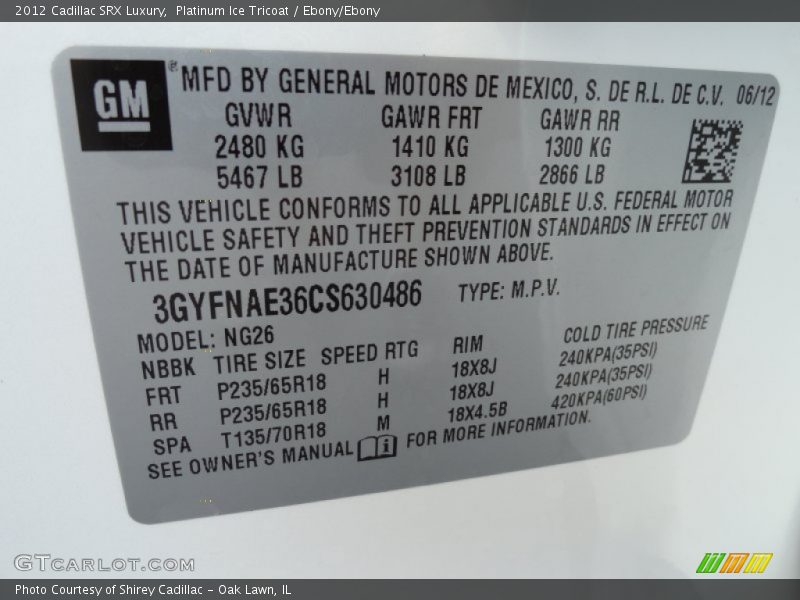 2012 Cadillac SRX Luxury, Platinum Ice Tricoat / Ebony/Ebony
GM ® MFD BY GENERAL MOTORS DE MEXICO, S. DE R.L. DE C.V. 06/12
GVWR GAWR FRT GAWR RR
2480 KG 1410 KG 1300 KG
5467 LB 3108 LB 2866 LB
THIS VEHICLE CONFORMS TO ALL APPLICABLE U.S. FEDERAL MOTOR
VEHICLE SAFETY AND THEFT PREVENTION STANDARDS IN EFFECT ON
THE DATE OF MANUFACTURE SHOWN ABOVE.
3GYFNAE36CS630486 TYPE: M.P.V.
MODEL: NG26
NBBK TIRE SIZE SPEED RTG RIM COLD TIRE PRESSURE
FRT P235/65R18 H 18X8J 240KPA(35PSI)
RR P235/65R18 H 18X8J 240KPA(35PSI)
SPA T135/70R18 M 18X4.5B 420KPA(60PSI)
SEE OWNER'S MANUAL i FOR MORE INFORMATION.
GTCARLOT.COM
Photo Courtesy of Shirey Cadillac - Oak Lawn, IL